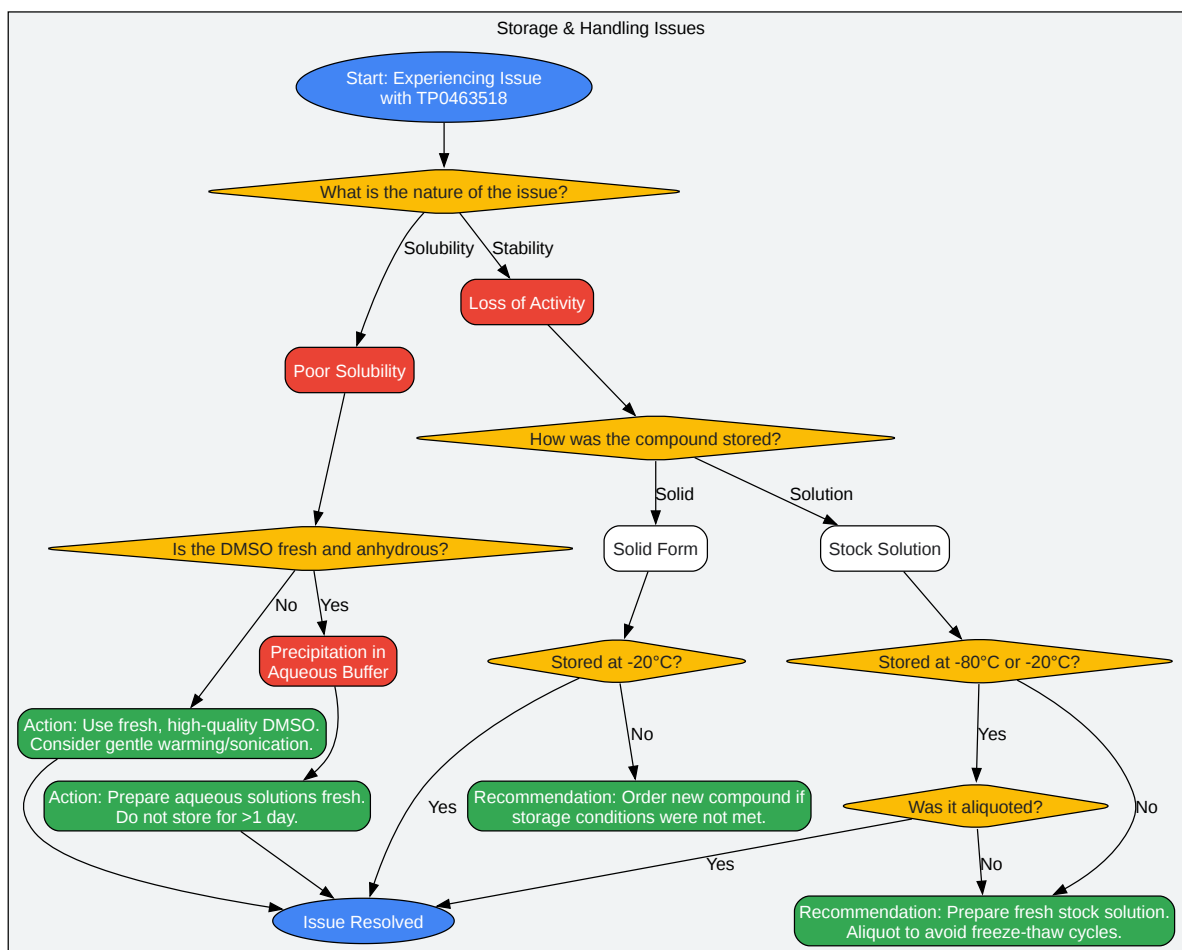 Storage & Handling Issues
Start: Experiencing Issue
with TP0463518
What is the nature of the issue?
Solubility
Stability
Loss of Activity
Poor Solubility
How was the compound stored?
Solid
Solution
Is the DMSO fresh and anhydrous?
Solid Form
Stock Solution
No
Yes
Precipitation in
Aqueous Buffer
Stored at -20°C?
Stored at -80°C or -20°C?
Action: Use fresh, high-quality DMSO.
Consider gentle warming/sonication.
No
Yes
Action: Prepare aqueous solutions fresh.
Do not store for >1 day.
Yes
Recommendation: Order new compound if
storage conditions were not met.
Was it aliquoted?
No
Yes
No
Issue Resolved
Recommendation: Prepare fresh stock solution.
Aliquot to avoid freeze-thaw cycles.